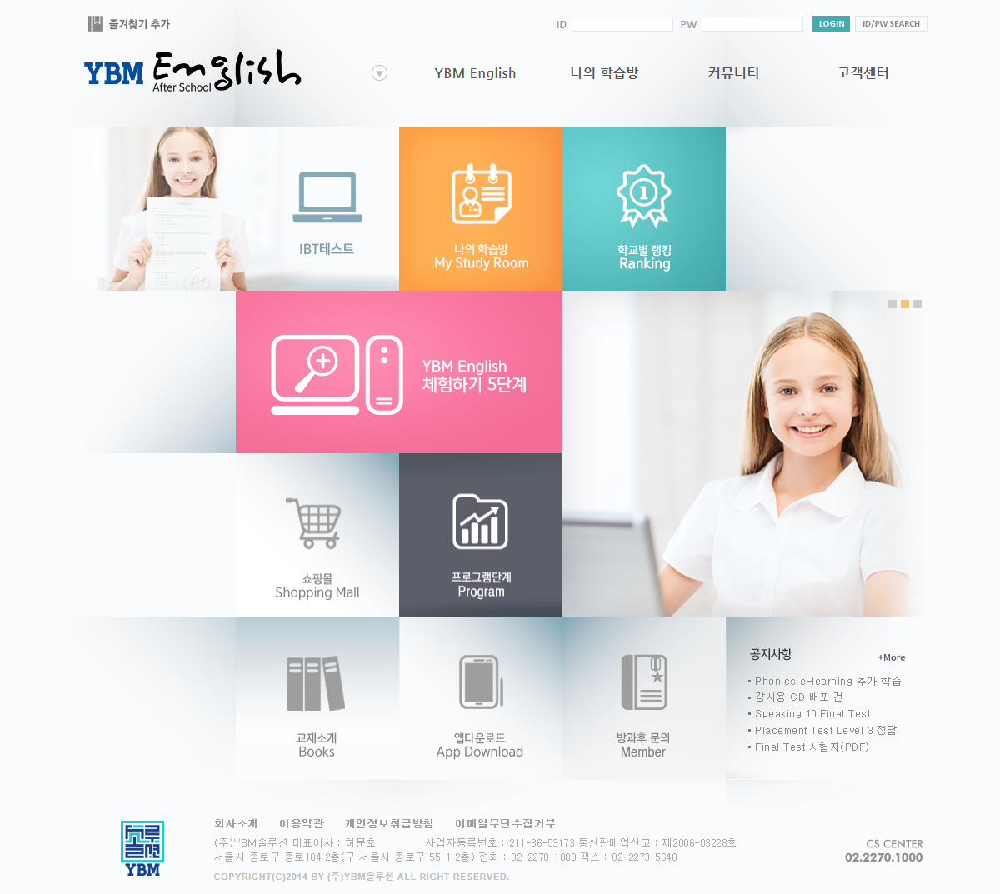 즐겨찾기 추가
ID
PW
LOGIN
ID/PW SEARCH
YBM English
After School
YBM English
나의 학습방
커뮤니티
고객센터
A+
IBT테스트
나의 학습방
My Study Room
1
학교별 랭킹
Ranking
YBM English
체험하기 5단계
쇼핑몰
Shopping Mall
프로그램단계
Program
교재소개
Books
앱다운로드
App Download
방과후 문의
Member
공지사항
+More
Phonics e-learning 추가 학습
강사용 CD 배포 건
Speaking 10 Final Test
Placement Test Level 3 정답
Final Test 시험지(PDF)
솔루션
YBM
회사소개 이용약관 개인정보취급방침 이메일무단수집거부
(주)YBM솔루션 대표이사 : 허문호 사업자등록번호 : 211-86-53173 통신판매업신고 : 제2006-03228호
서울시 종로구 종로104 2층(구 서울시 종로구 55-1 2층) 전화 : 02-2270-1000 팩스 : 02-2273-5648
COPYRIGHT(C)2014 BY (주)YBM솔루션 ALL RIGHT RESERVED.
CS CENTER
02.2270.1000